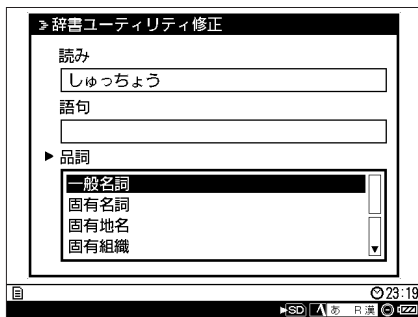 辞書ユーティリティ修正
読み
しゅっちょう
語句
品詞
一般名詞
固有名詞
固有地名
固有組織
23:19
SD あ R漢